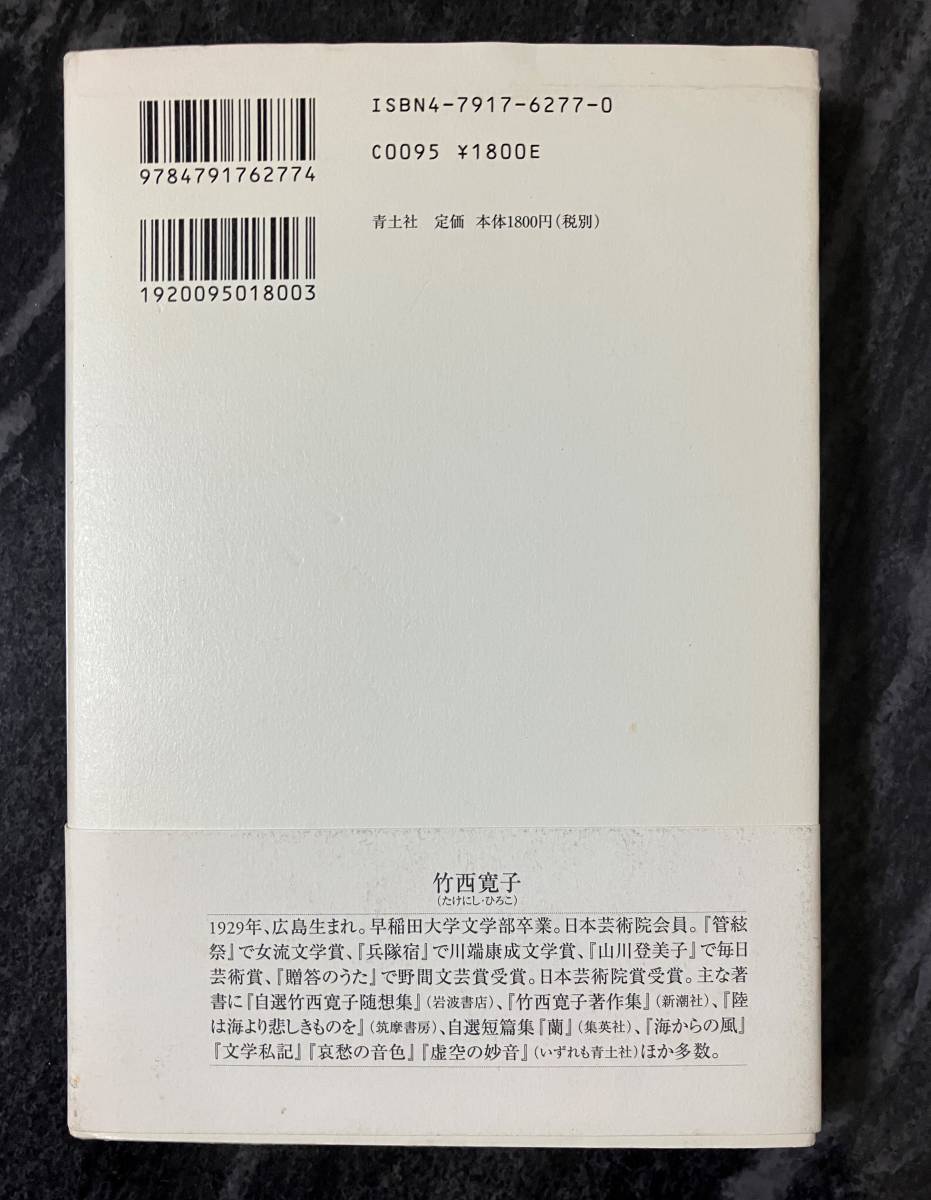 ISBN4-7917-6277-0
9784791762774
C0095 ¥1800E
青土社 定価 本体1800円(税別)
1920095018003
竹西寛子
(たけにし・ひろこ)
1929年、広島生まれ。早稲田大学文学部卒業。日本芸術院会員。『管絃
祭』で女流文学賞、『兵隊宿』で川端康成文学賞、『山川登美子』で毎日
芸術賞、『贈答のうた』で野間文芸賞受賞。日本芸術院賞受賞。主な著
書に『自選竹西寛子随想集』(岩波書店)、『竹西寛子著作集』(新潮社)、『陸
は海より悲しきものを』(筑摩書房)、自選短篇集『蘭』(集英社)、『海からの風』
『文学私記』『哀愁の音色』『虚空の妙音』(いずれも青土社)ほか多数。